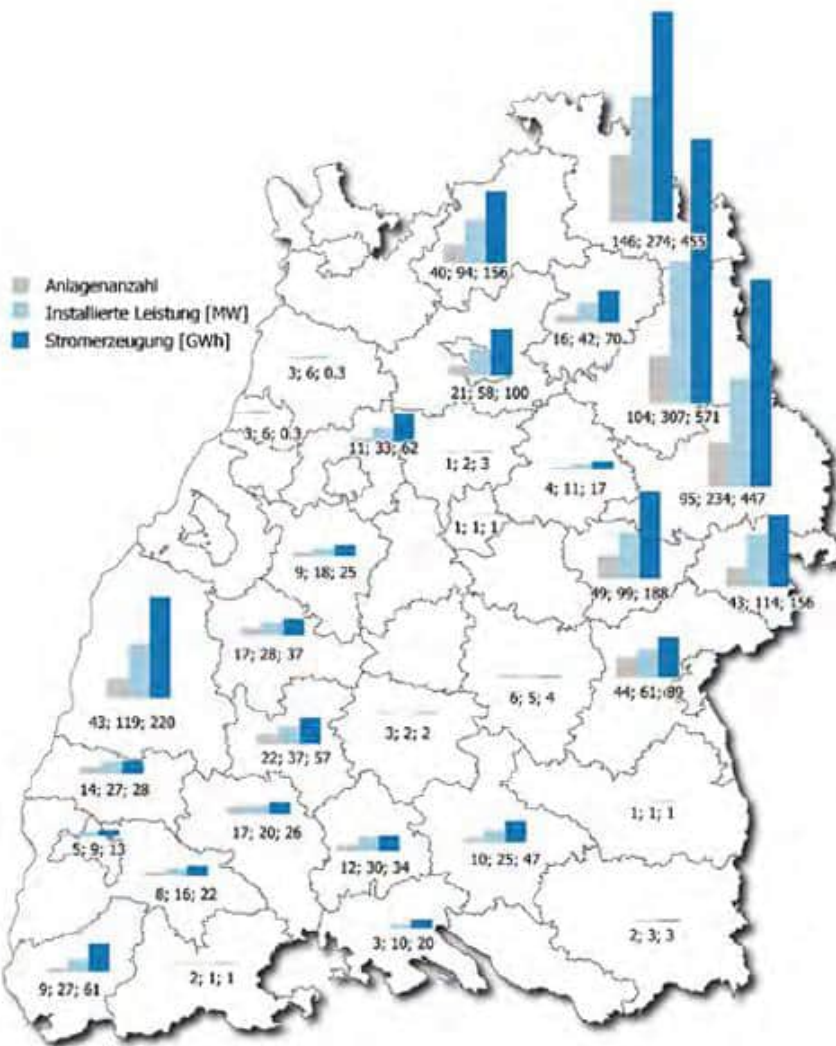 146; 274; 455
40; 94; 156
Anlagenanzahl
Installierte Leistung [MW]
Stromerzeugung [GWh]
16; 42; 70
3; 6; 0.3
21; 58; 100
104; 307; 571
3; 6; 0.3
11; 33; 62
1; 2; 3
4; 11; 17
95; 234; 447
1; 1; 1
9; 18; 25
49; 99; 188
43; 114; 156
17; 28; 37
6; 5; 4
44; 61; 89
43; 119; 220
3; 2; 2
22; 37; 57
14; 27; 28
1; 1; 1
17; 20; 26
5; 9; 13
12; 30; 34
10; 25; 47
8; 16; 22
2; 3; 3
3; 10; 20
9; 27; 61
2; 1; 1